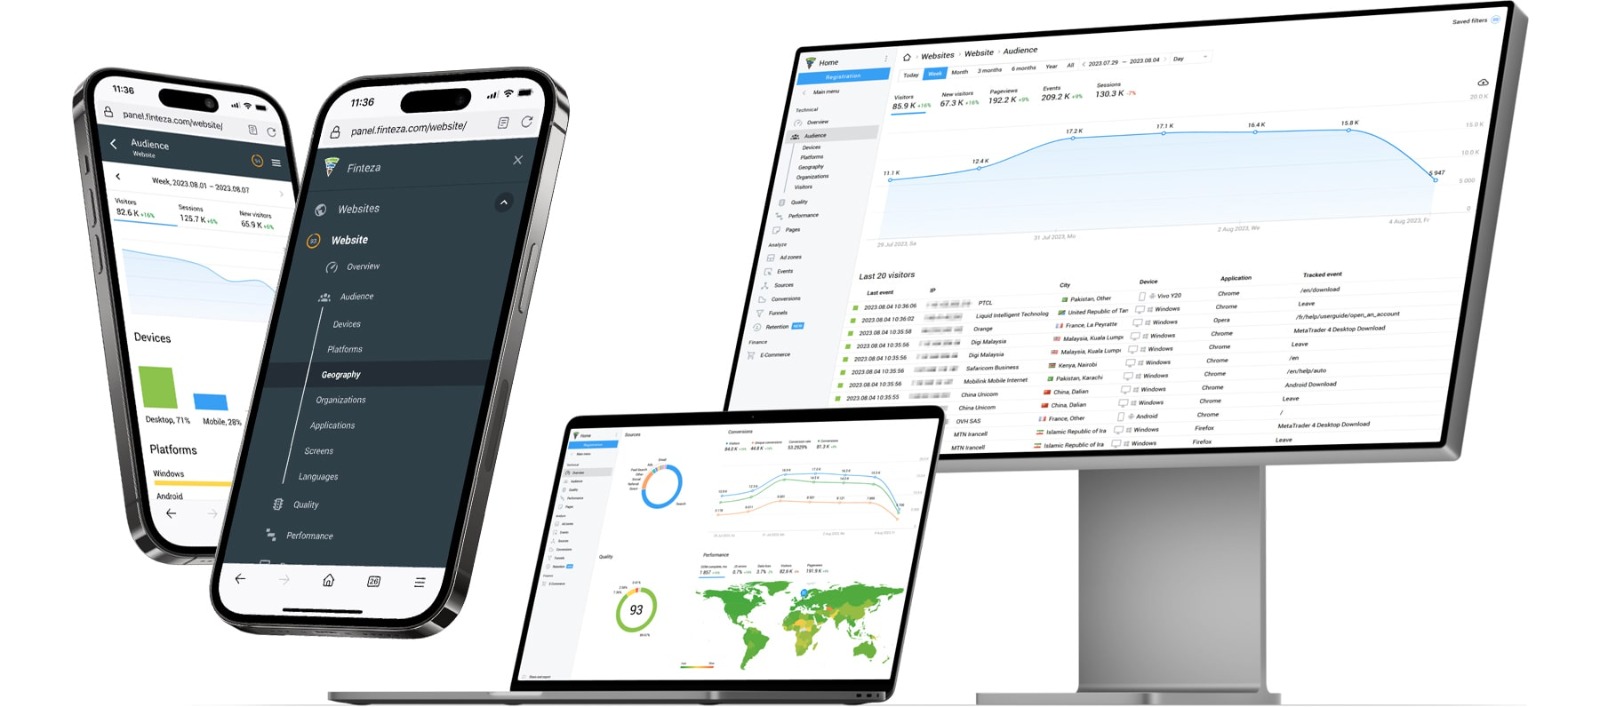 11:36
panel.finteza.com/website/
Audience
Website
Week, 2023.08.01 – 2023.08.07
Visitors
82.6 K +16%
Sessions
125.7 K +6%
New visitors
65.9 K +6%
Devices
Desktop, 71%
Mobile, 28%
Platforms
Windows
Android
11:36
panel.finteza.com/website/
Finteza
Websites
93
Website
Overview
Audience
Devices
Platforms
Geography
Organizations
Applications
Screens
Languages
Quality
Performance
26
Home
Registration
Main menu
Sources
Conversions
Quality
93
Performance
Search
Home
Registration
Main menu
Technical
Overview
Audience
Devices
Platforms
Geography
Organizations
Visitors
Quality
Performance
Pages
Analyze
Ad zones
Events
Sources
Conversions
Funnels
Retention NEW
Finance
E-Commerce
Websites › Website › Audience
Saved filters
Today Week Month 3 months 6 months Year All 2023.07.29 – 2023.08.04 Day
Visitors
85.9 K +16%
New visitors
67.3 K +16%
Pageviews
192.2 K +9%
Events
209.2 K +9%
Sessions
130.3 K -7%
11.1 K
12.4 K
17.2 K
17.1 K
16.4 K
15.8 K
5 947
20.0 K
15.0 K
10.0 K
5 000
0
29 Jul 2023, Sa
31 Jul 2023, Mo
2 Aug 2023, We
4 Aug 2023, Fr
Last 20 visitors
Last event IP City Device Application Tracked event
2023.08.04 10:36:06 PTCL Pakistan, Other Vivo Y20 Chrome /en/download
2023.08.04 10:36:02 Liquid Intelligent Technolog United Republic of Tan Windows Chrome Leave
2023.08.04 10:35:58 Orange France, La Peyratte Windows Opera /fr/help/userguide/open_an_account
2023.08.04 10:35:56 Digi Malaysia Malaysia, Kuala Lump Windows Chrome MetaTrader 4 Desktop Download
2023.08.04 10:35:56 Digi Malaysia Malaysia, Kuala Lump Windows Chrome Leave
2023.08.04 10:35:56 Safaricom Business Kenya, Nairobi Windows Chrome /en
2023.08.04 10:35:56 Mobilink Mobile Internet Pakistan, Karachi Windows Chrome /en/help/auto
2023.08.04 10:35:55 China Unicom China, Dalian Windows Chrome Android Download
China Unicom China, Dalian Windows Chrome Leave
OVH SAS France, Other Android Chrome /
MTN Irancell Islamic Republic of Ira Windows Firefox MetaTrader 4 Desktop Download
MTN Irancell Islamic Republic of Ira Windows Firefox Leave